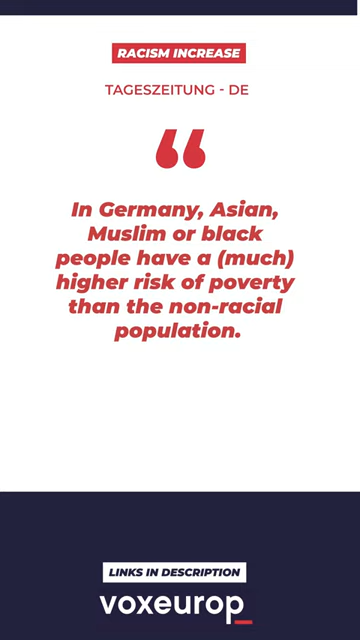 RACISM INCREASE
TAGESZEITUNG - DE
“
In Germany, Asian,
Muslim or black
people have a (much)
higher risk of poverty
than the non-racial
population.
LINKS IN DESCRIPTION
voxeurop_